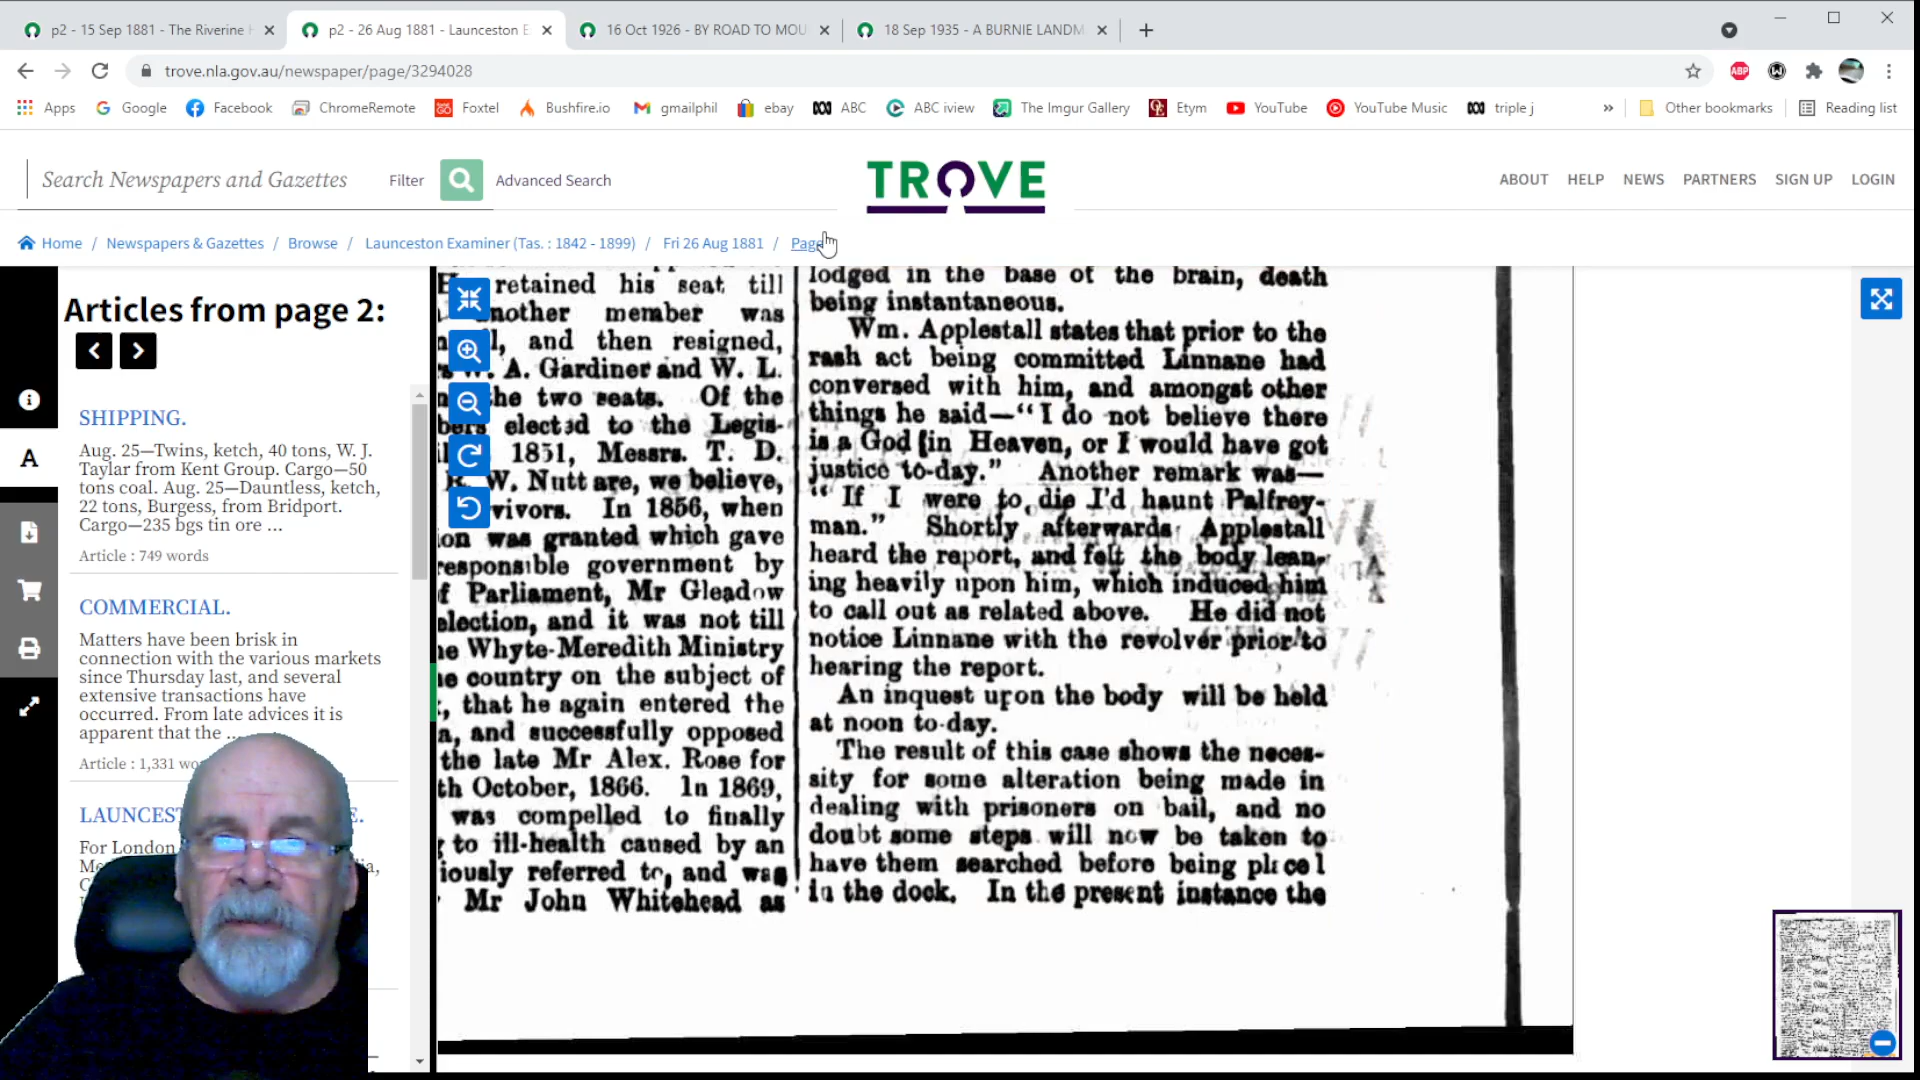 p2 - 15 Sep 1881 - The Riverine
p2 - 26 Aug 1881 - Launceston E
16 Oct 1926 - BY ROAD TO MOU
18 Sep 1935 - A BURNIE LANDM
trove.nla.gov.au/newspaper/page/3294028
ABP
Apps Google Facebook ChromeRemote Foxtel Bushfire.io gmailphil ebay ABC ABC iview The Imgur Gallery Etym YouTube YouTube Music triple j » Other bookmarks Reading list
Search Newspapers and Gazettes Filter Advanced Search
TROVE
ABOUT HELP NEWS PARTNERS SIGN UP LOGIN
Home / Newspapers & Gazettes / Browse / Launceston Examiner (Tas. : 1842 - 1899) / Fri 26 Aug 1881 / Page
Articles from page 2:
SHIPPING.
Aug. 25—Twins, ketch, 40 tons, W. J.
Taylar from Kent Group. Cargo—50
tons coal. Aug. 25—Dauntless, ketch,
22 tons, Burgess, from Bridport.
Cargo—235 bgs tin ore ...
Article : 749 words
COMMERCIAL.
Matters have been brisk in
connection with the various markets
since Thursday last, and several
extensive transactions have
occurred. From late advices it is
apparent that the ...
Article : 1,331 wo
LAUNCEST E.
For London
retained his seat till
another member was
, and then resigned,
W. A. Gardiner and W. L.
the two seats. Of the
bers elected to the Legis-
1851, Messrs. T. D.
W. Nutt are, we believe,
vivors. In 1856, when
ion was granted which gave
responsible government by
f Parliament, Mr Gleadow
election, and it was not till
he Whyte-Meredith Ministry
he country on the subject of
, that he again entered the
a, and successfully opposed
the late Mr Alex. Rose for
th October, 1866. In 1869,
was compelled to finally
to ill-health caused by an
iously referred to, and was
Mr John Whitehead as
lodged in the base of the brain, death
being instantaneous.
Wm. Applestall states that prior to the
rash act being committed Linnane had
conversed with him, and amongst other
things he said—"I do not believe there
is a God in Heaven, or I would have got
justice to-day." Another remark was—
"If I were to die I'd haunt Palfrey-
man." Shortly afterwards Applestall
heard the report, and felt the body lean-
ing heavily upon him, which induced him
to call out as related above. He did not
notice Linnane with the revolver prior to
hearing the report.
An inquest upon the body will be held
at noon to-day.
The result of this case shows the neces-
sity for some alteration being made in
dealing with prisoners on bail, and no
doubt some steps will now be taken to
have them searched before being placel
in the dock. In the present instance the